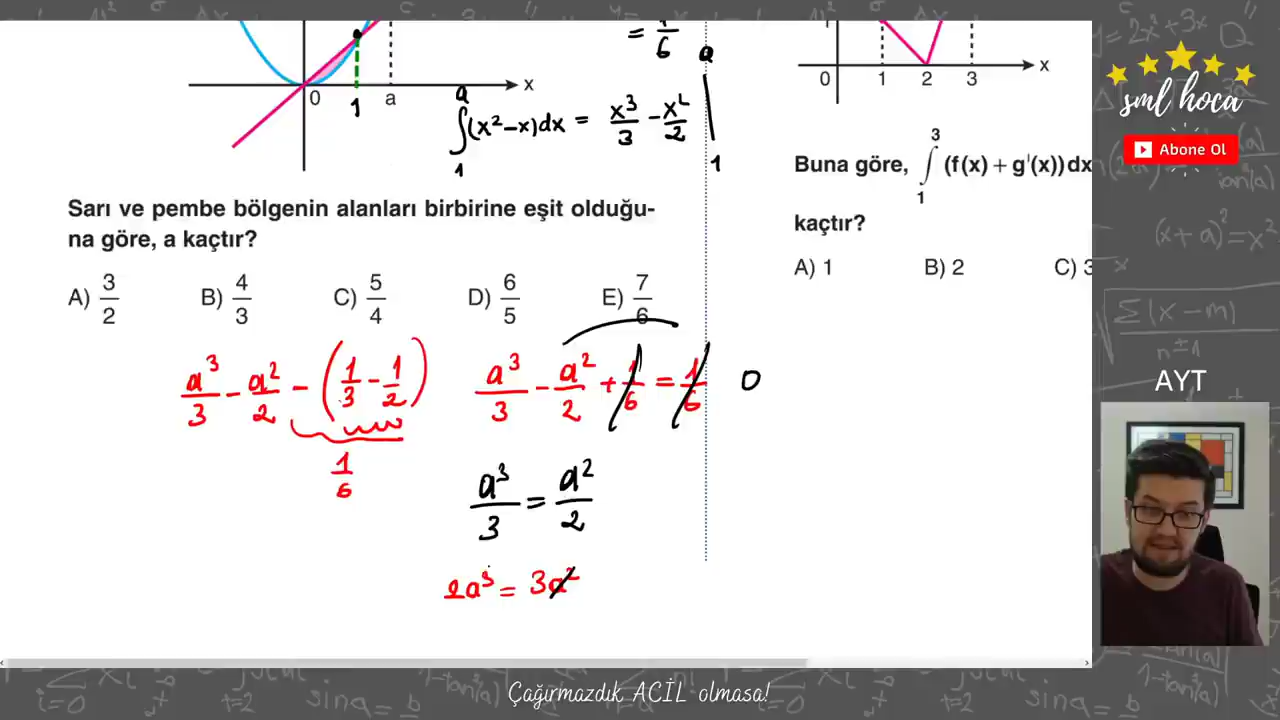 = 1/6
0 a x
1
a
∫ (x² - x) dx = x³/3 - x²/2 |
1 1
Sarı ve pembe bölgenin alanları birbirine eşit olduğu-
na göre, a kaçtır?
A) 3/2 B) 4/3 C) 5/4 D) 6/5 E) 7/6
a³/3 - a²/2 - (1/3 - 1/2)
1/6
a³/3 - a²/2 + 1/6 = 1/6 0
a³/3 = a²/2
2a³ = 3a²
1
0 1 2 3 x
Buna göre, ∫₁³ (f(x) + g'(x)) dx
kaçtır?
A) 1 B) 2 C) 3
sml hoca
Abone Ol
AYT
Çağırmazdık ACİL olmasa!